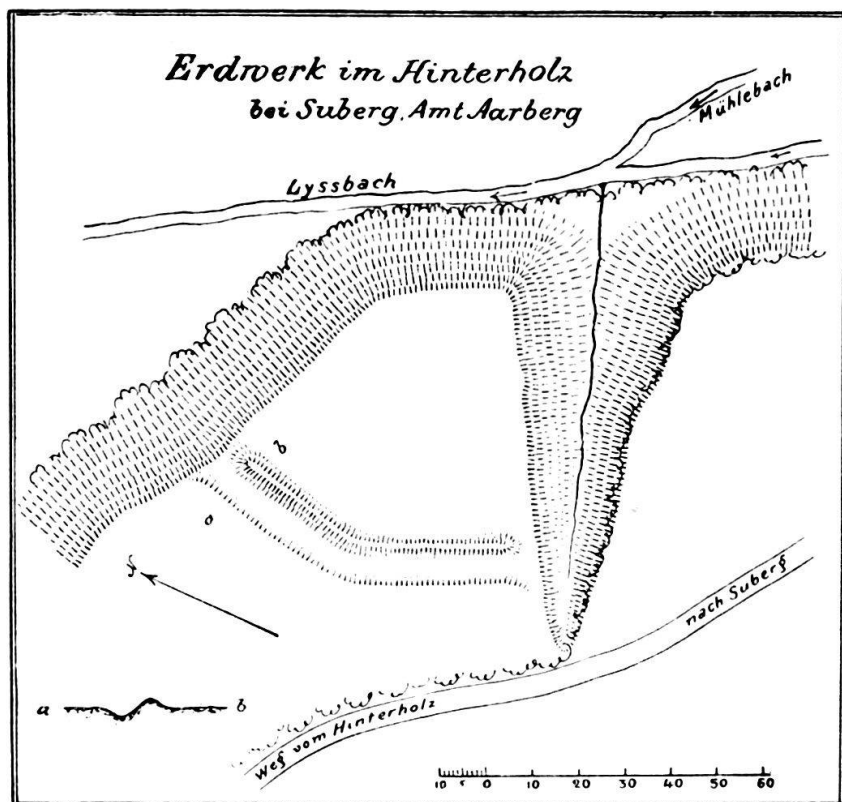 Erdwerk im Hinterholz
bei Suberg, Amt Aarberg
Mühlebach
Lyssbach
b
a
nach Suberg
a b
Weg vom Hinterholz
10 5 0 10 20 30 40 50 60